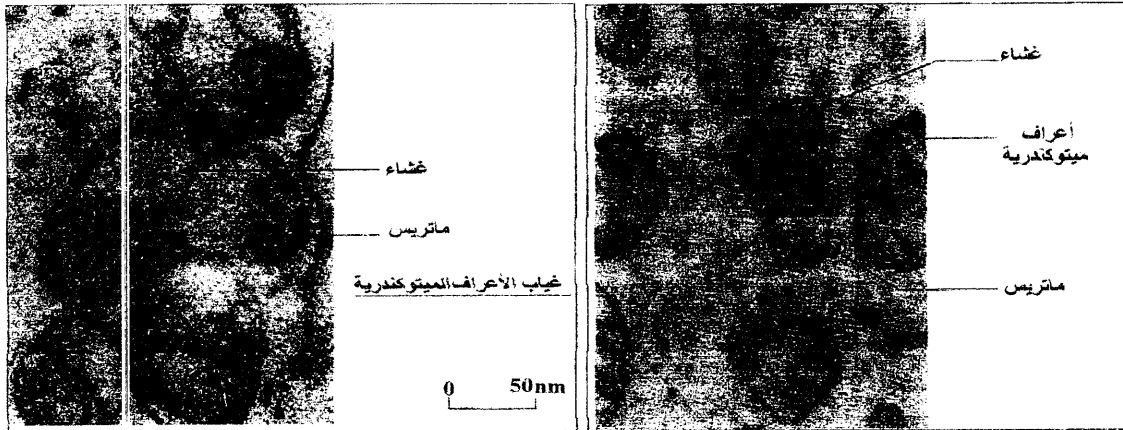 غشاء
أعراف
ميتوكندرية
ماتريس
غشاء
ماتريس
غياب الأعراف الميتوكندرية
0 50nm